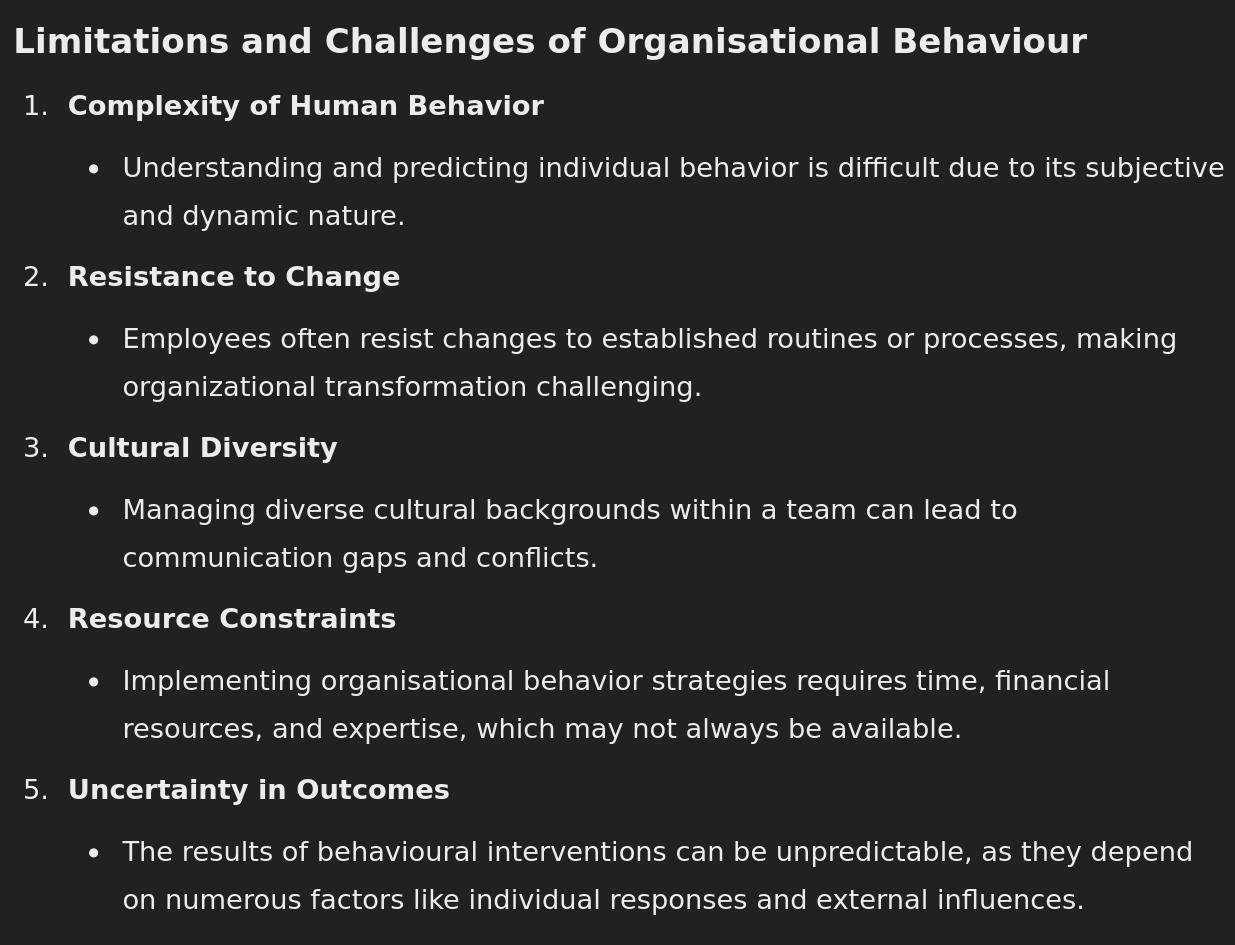 Limitations and Challenges of Organisational Behaviour
1. Complexity of Human Behavior
• Understanding and predicting individual behavior is difficult due to its subjective
and dynamic nature.
2. Resistance to Change
• Employees often resist changes to established routines or processes, making
organizational transformation challenging.
3. Cultural Diversity
• Managing diverse cultural backgrounds within a team can lead to
communication gaps and conflicts.
4. Resource Constraints
• Implementing organisational behavior strategies requires time, financial
resources, and expertise, which may not always be available.
5. Uncertainty in Outcomes
• The results of behavioural interventions can be unpredictable, as they depend
on numerous factors like individual responses and external influences.